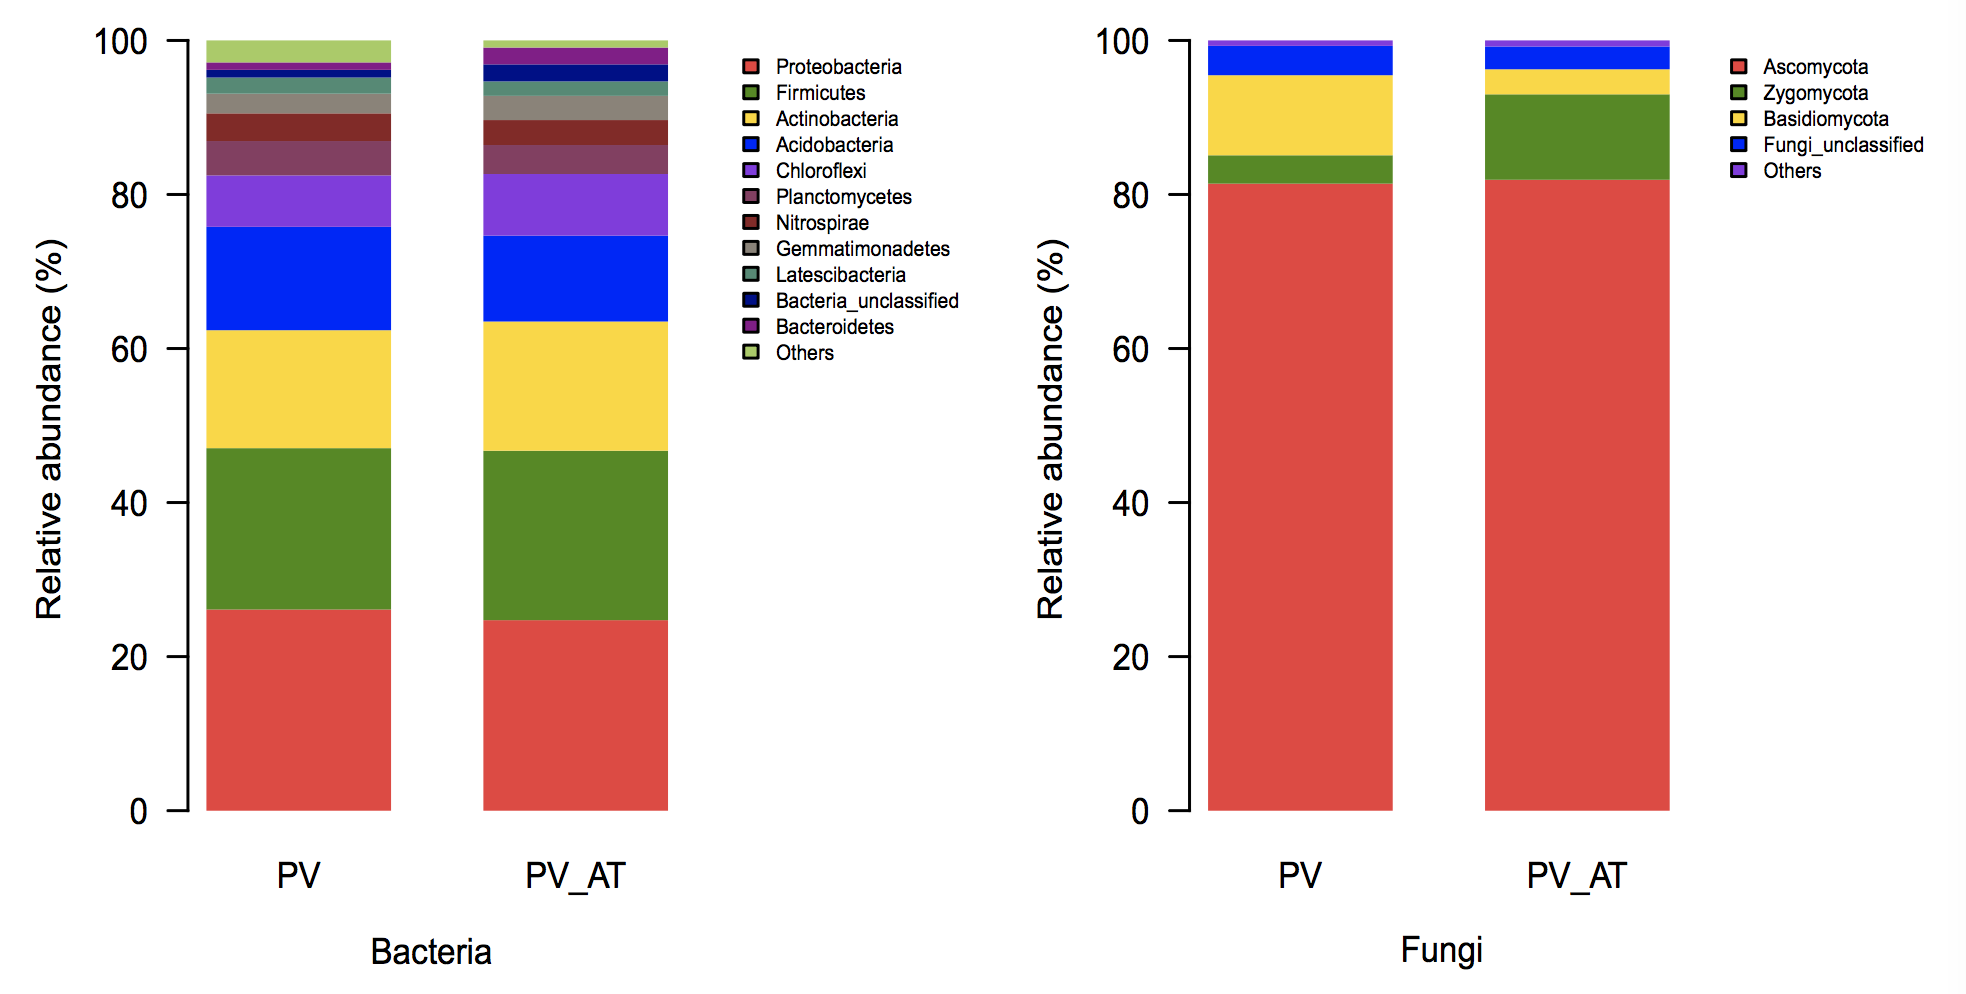 Relative abundance (%)
100
80
60
40
20
0
PV
PV_AT
Bacteria
Proteobacteria
Firmicutes
Actinobacteria
Acidobacteria
Chloroflexi
Planctomycetes
Nitrospirae
Gemmatimonadetes
Latescibacteria
Bacteria_unclassified
Bacteroidetes
Others
Relative abundance (%)
100
80
60
40
20
0
PV
PV_AT
Fungi
Ascomycota
Zygomycota
Basidiomycota
Fungi_unclassified
Others